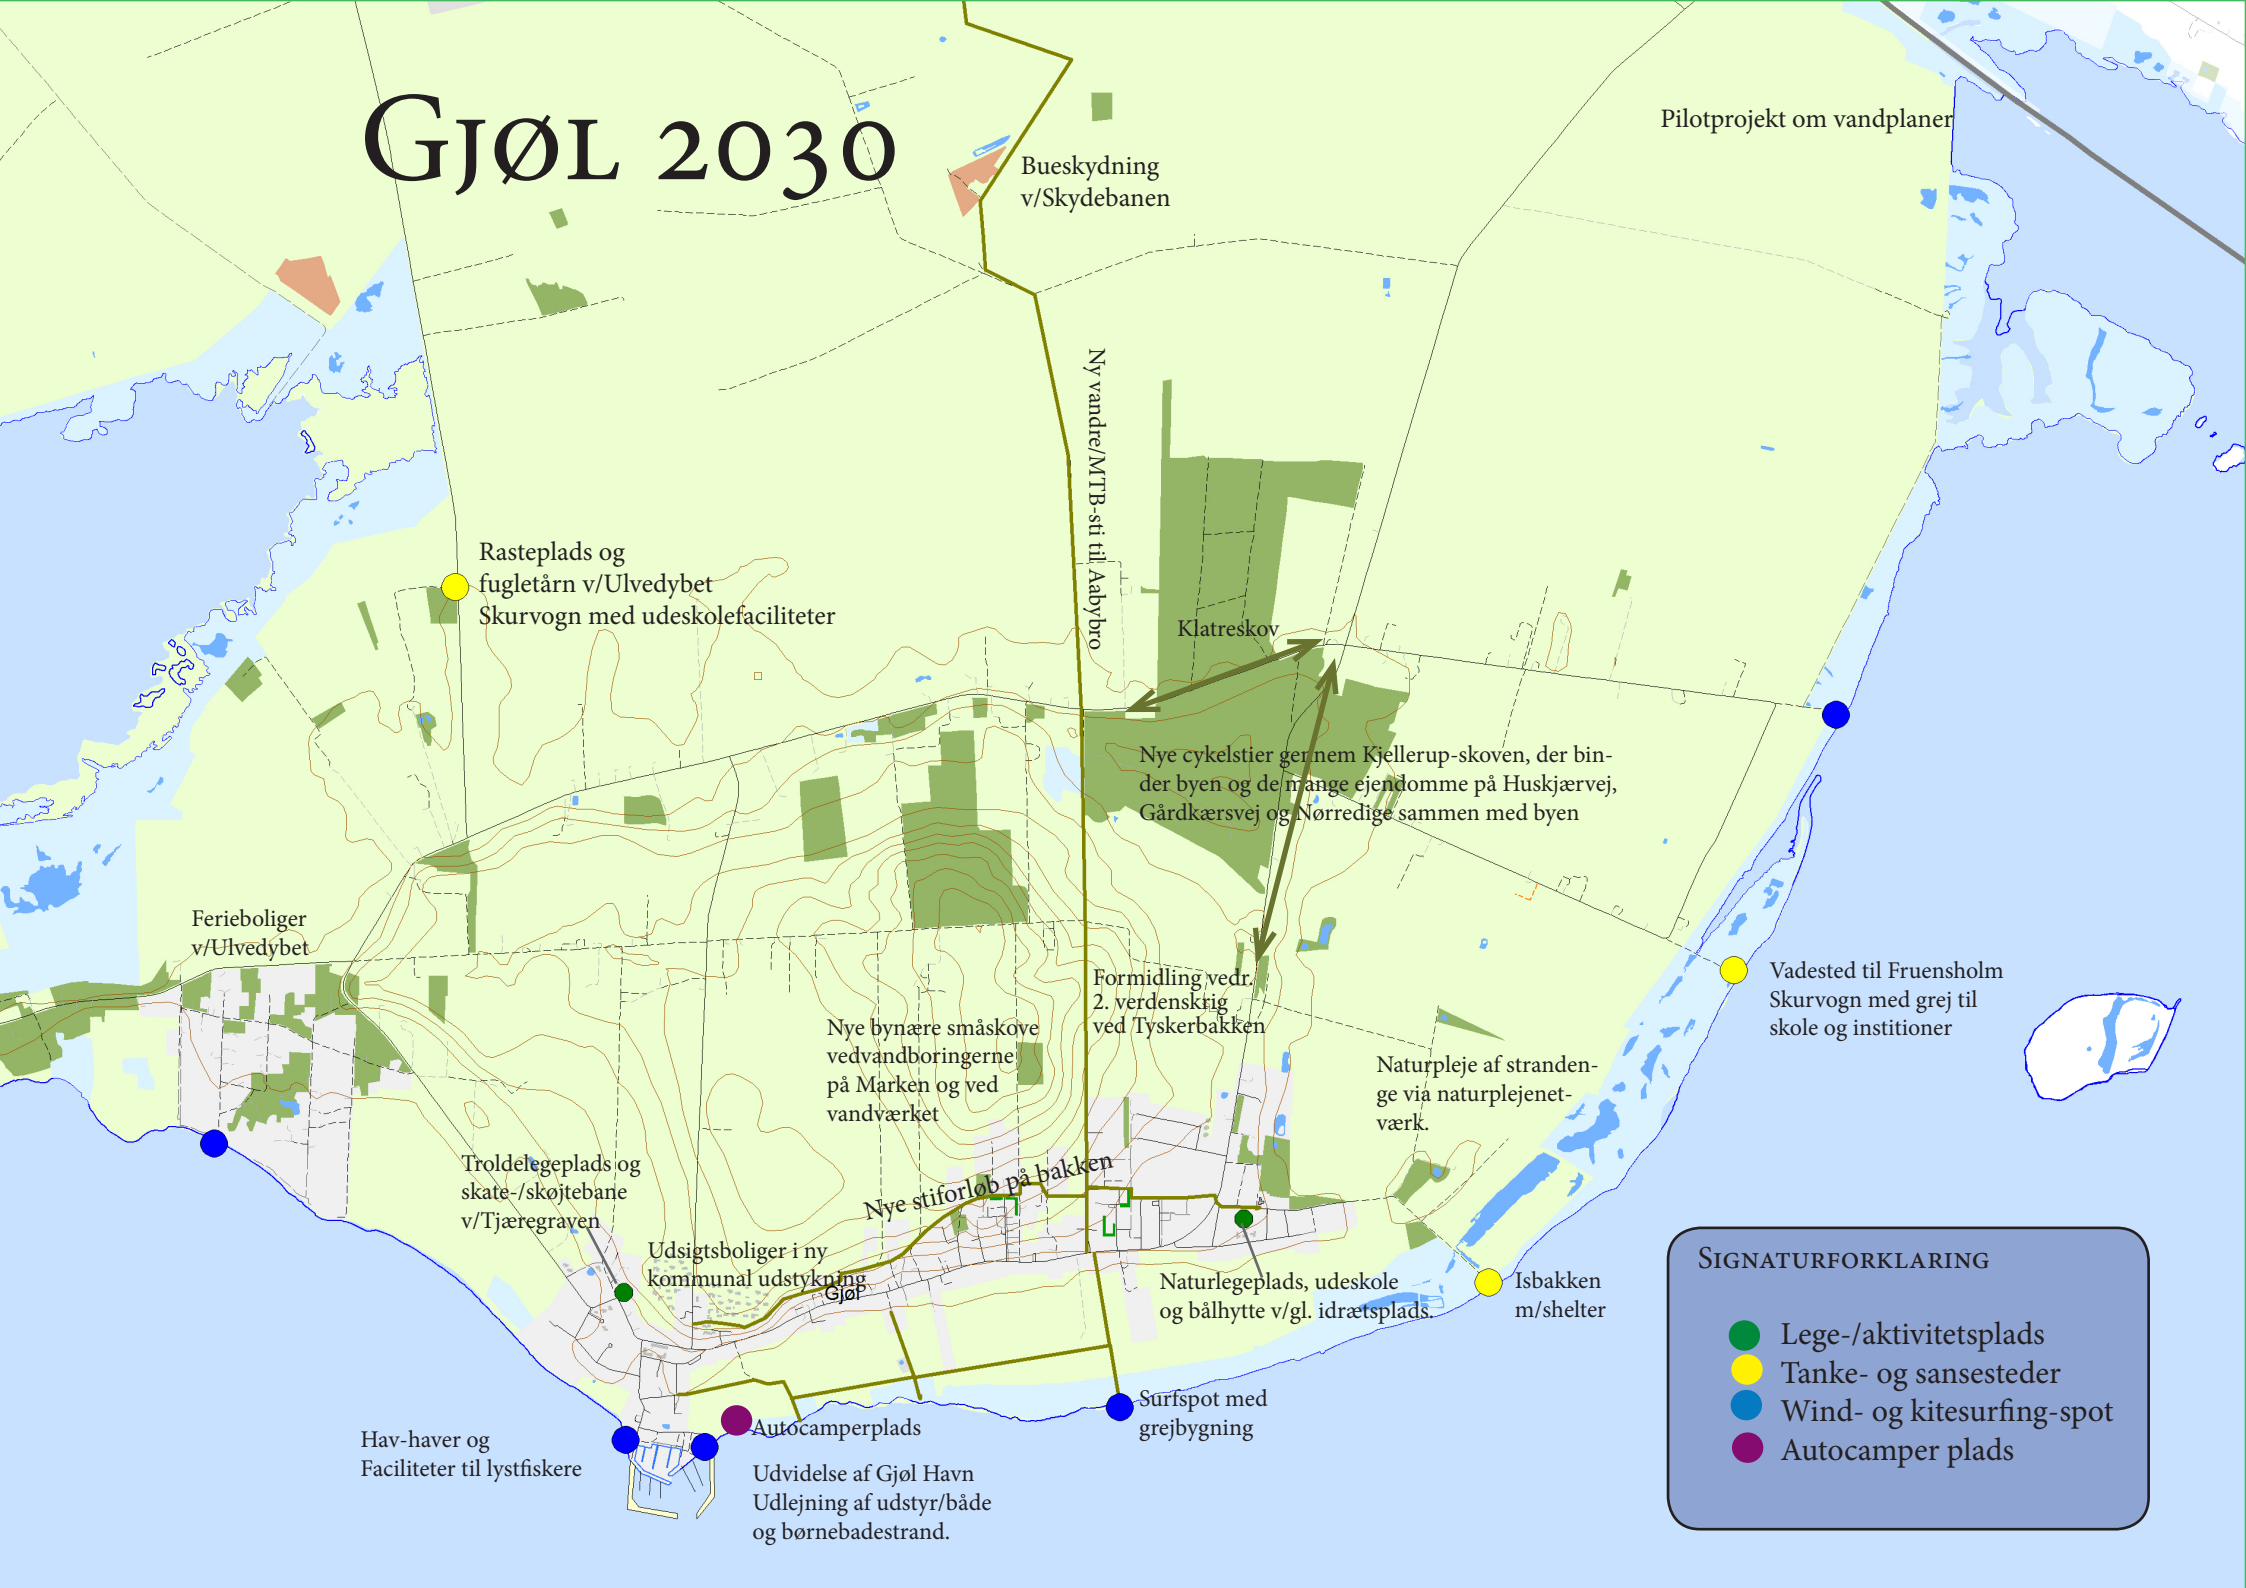 Gjøl 2030
Pilotprojekt om vandplaner
Bueskydning
v/Skydebanen
Ny vandre/MTB-sti til Aabybro
Rasteplads og
fugletårn v/Ulvedybet
Skurvogn med udeskolefaciliteter
Klatreskov
Nye cykelstier gennem Kjellerup-skoven, der bin-
der byen og de mange ejendomme på Huskjærvej,
Gårdkærsvej og Nørredige sammen med byen
Ferieboliger
v/Ulvedybet
Formidling vedr.
2. verdenskrig
ved Tyskerbakken
Vadested til Fruensholm
Skurvogn med grej til
skole og institioner
Nye bynære småskove
vedvandboringerne
på Marken og ved
vandværket
Naturpleje af stranden-
ge via naturplejenet-
værk.
Troldelegeplads og
skate-/skøjtebane
v/Tjæregraven
Nye stiforløb på bakken
Udsigtsboliger i ny
kommunal udstykning
Gjøl
Naturlegeplads, udeskole
og bålhytte v/gl. idrætsplads.
Isbakken
m/shelter
Surfspot med
grejbygning
Autocamperplads
Hav-haver og
Faciliteter til lystfiskere
Udvidelse af Gjøl Havn
Udlejning af udstyr/både
og børnebadestrand.
Signaturforklaring
Lege-/aktivitetsplads
Tanke- og sansesteder
Wind- og kitesurfing-spot
Autocamper plads